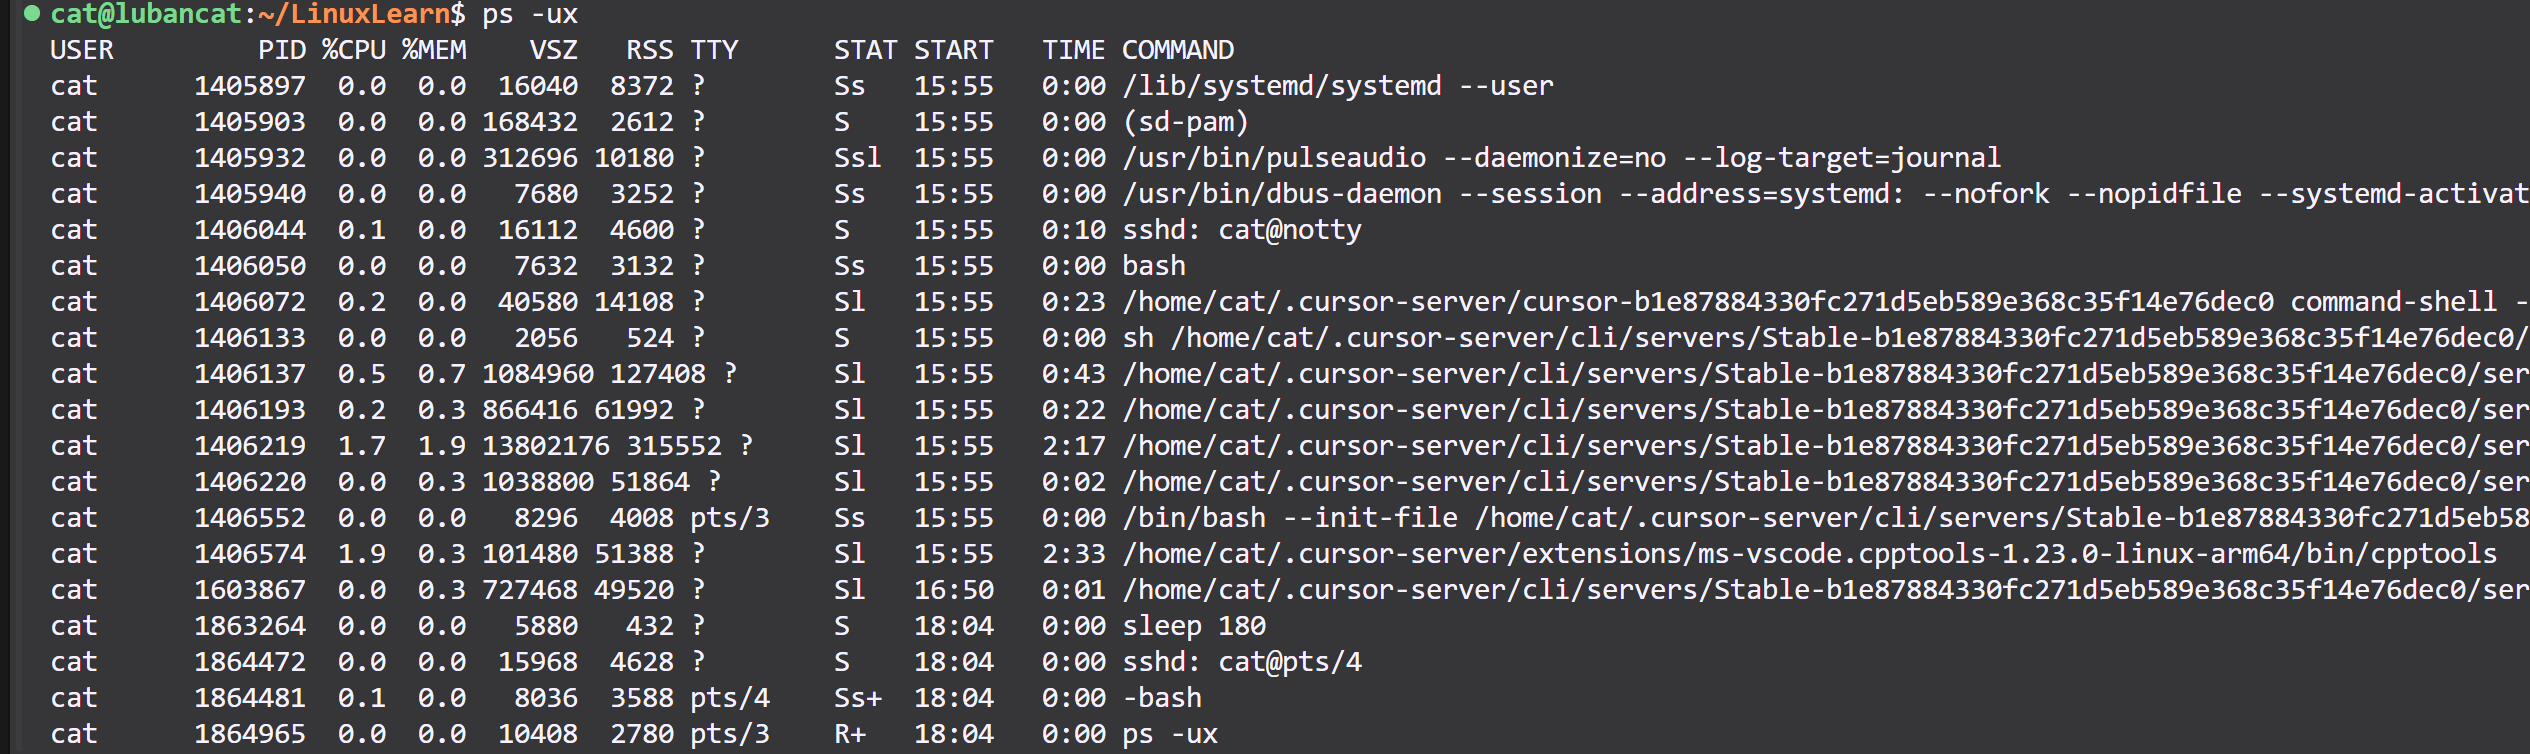 cat@lubancat:~/LinuxLearn$ ps -ux
USER         PID %CPU %MEM    VSZ   RSS TTY      STAT START   TIME COMMAND
cat      1405897  0.0  0.0  16040  8372 ?        Ss   15:55   0:00 /lib/systemd/systemd --user
cat      1405903  0.0  0.0 168432  2612 ?        S    15:55   0:00 (sd-pam)
cat      1405932  0.0  0.0 312696 10180 ?        Ssl  15:55   0:00 /usr/bin/pulseaudio --daemonize=no --log-target=journal
cat      1405940  0.0  0.0   7680  3252 ?        Ss   15:55   0:00 /usr/bin/dbus-daemon --session --address=systemd: --nofork --nopidfile --systemd-activat
cat      1406044  0.1  0.0  16112  4600 ?        S    15:55   0:10 sshd: cat@notty
cat      1406050  0.0  0.0   7632  3132 ?        Ss   15:55   0:00 bash
cat      1406072  0.2  0.0  40580 14108 ?        Sl   15:55   0:23 /home/cat/.cursor-server/cursor-b1e87884330fc271d5eb589e368c35f14e76dec0 command-shell -
cat      1406133  0.0  0.0   2056   524 ?        S    15:55   0:00 sh /home/cat/.cursor-server/cli/servers/Stable-b1e87884330fc271d5eb589e368c35f14e76dec0/
cat      1406137  0.5  0.7 1084960 127408 ?      Sl   15:55   0:43 /home/cat/.cursor-server/cli/servers/Stable-b1e87884330fc271d5eb589e368c35f14e76dec0/ser
cat      1406193  0.2  0.3 866416 61992 ?        Sl   15:55   0:22 /home/cat/.cursor-server/cli/servers/Stable-b1e87884330fc271d5eb589e368c35f14e76dec0/ser
cat      1406219  1.7  1.9 13802176 315552 ?     Sl   15:55   2:17 /home/cat/.cursor-server/cli/servers/Stable-b1e87884330fc271d5eb589e368c35f14e76dec0/ser
cat      1406220  0.0  0.3 1038800 51864 ?       Sl   15:55   0:02 /home/cat/.cursor-server/cli/servers/Stable-b1e87884330fc271d5eb589e368c35f14e76dec0/ser
cat      1406552  0.0  0.0   8296  4008 pts/3    Ss   15:55   0:00 /bin/bash --init-file /home/cat/.cursor-server/cli/servers/Stable-b1e87884330fc271d5eb58
cat      1406574  1.9  0.3 101480 51388 ?        Sl   15:55   2:33 /home/cat/.cursor-server/extensions/ms-vscode.cpptools-1.23.0-linux-arm64/bin/cpptools
cat      1603867  0.0  0.3 727468 49520 ?        Sl   16:50   0:01 /home/cat/.cursor-server/cli/servers/Stable-b1e87884330fc271d5eb589e368c35f14e76dec0/ser
cat      1863264  0.0  0.0   5880   432 ?        S    18:04   0:00 sleep 180
cat      1864472  0.0  0.0  15968  4628 ?        S    18:04   0:00 sshd: cat@pts/4
cat      1864481  0.1  0.0   8036  3588 pts/4    Ss+  18:04   0:00 -bash
cat      1864965  0.0  0.0  10408  2780 pts/3    R+   18:04   0:00 ps -ux